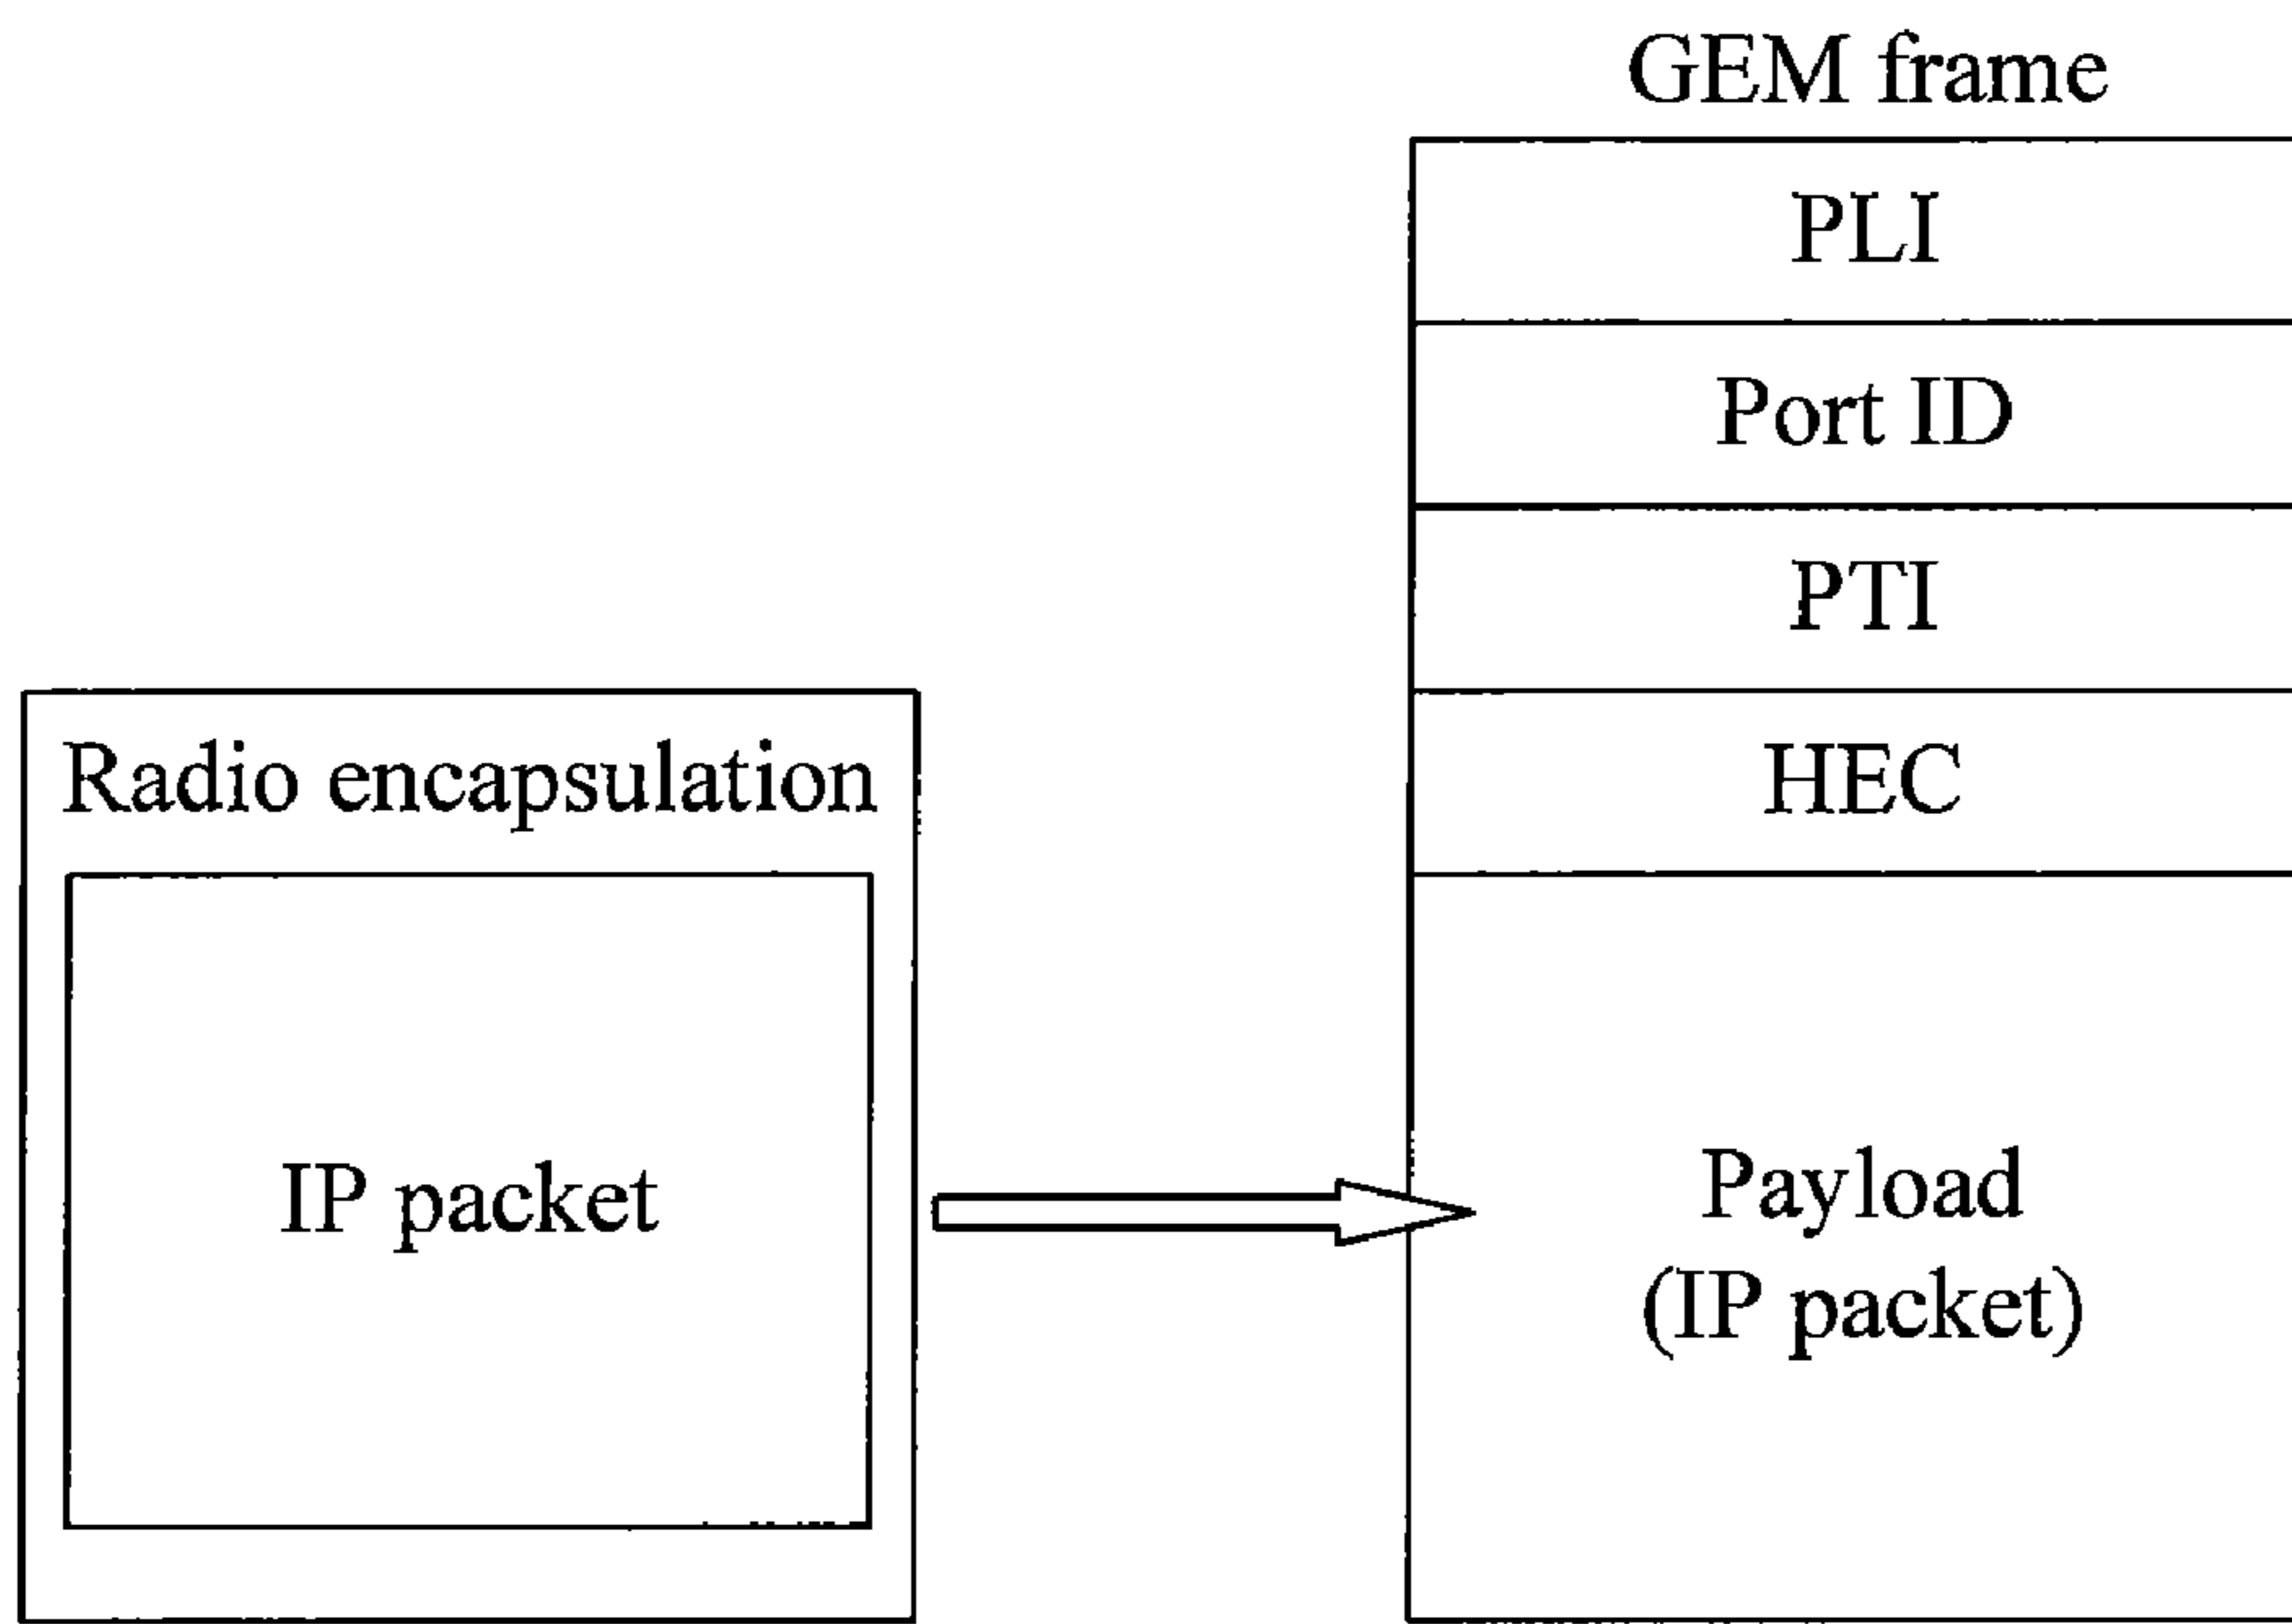 GEM frame
PLI
Port ID
PTI
HEC
Radio encapsulation
IP packet
Payload
(IP packet)